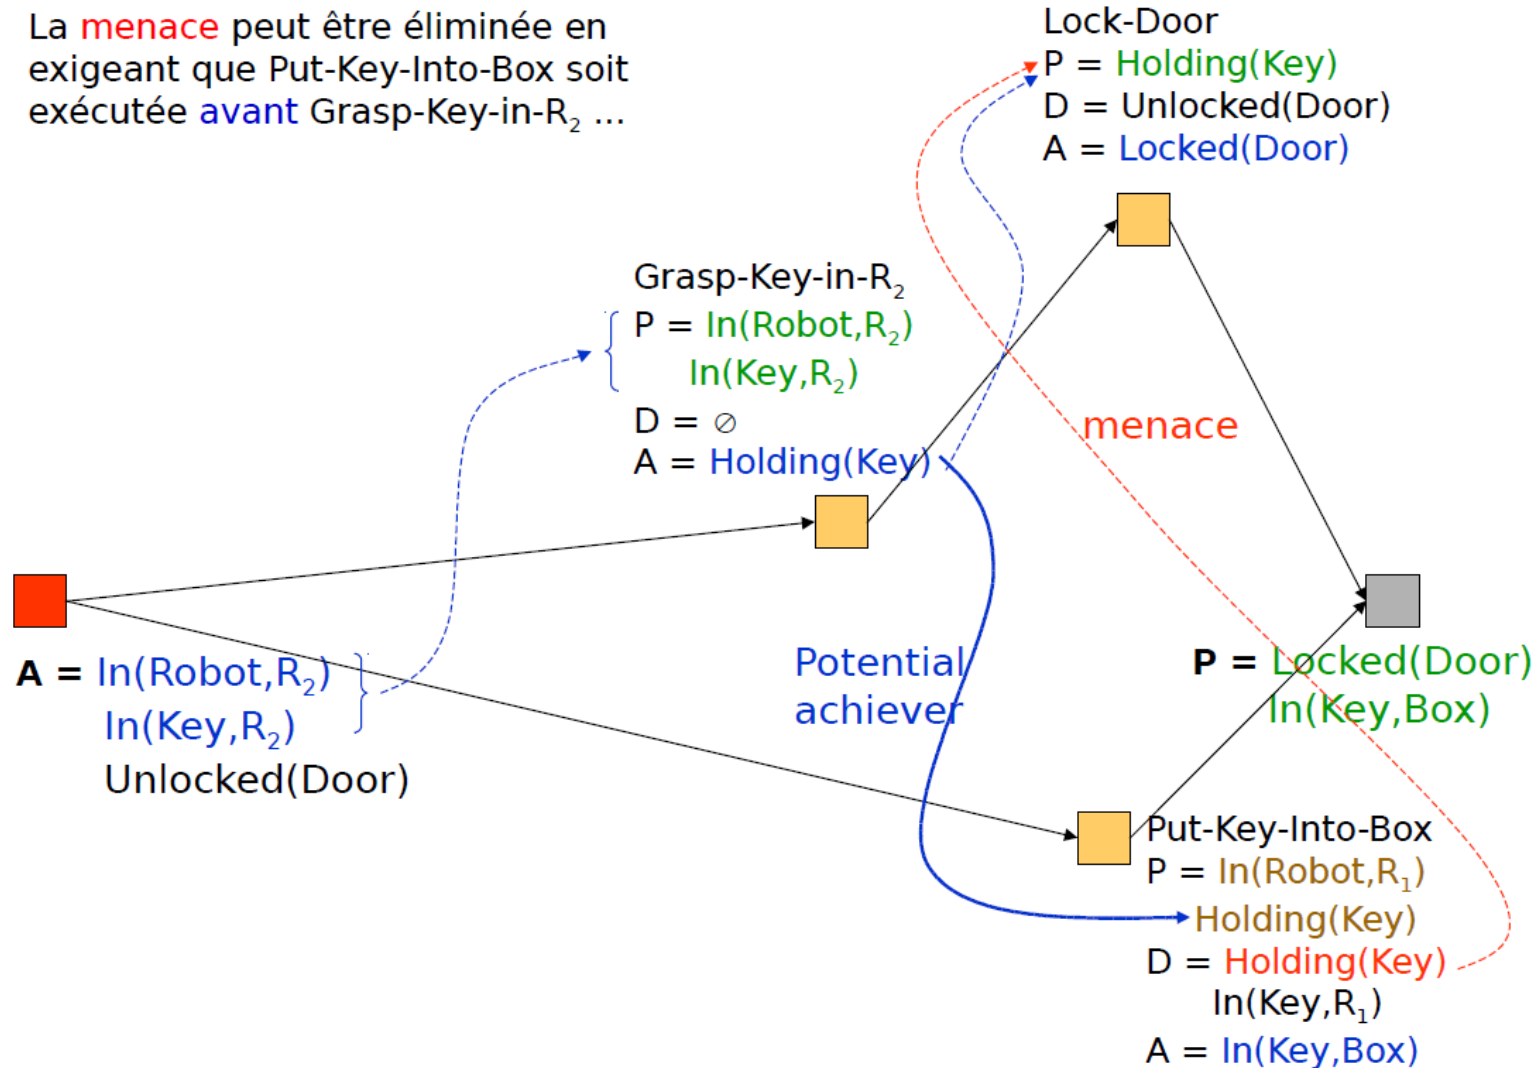 La menace peut être éliminée en
exigeant que Put-Key-Into-Box soit
exécutée avant Grasp-Key-in-R₂ ...
Lock-Door
P = Holding(Key)
D = Unlocked(Door)
A = Locked(Door)
Grasp-Key-in-R₂
P = In(Robot,R₂)
In(Key,R₂)
D = ∅
A = Holding(Key)
menace
A = In(Robot,R₂)
In(Key,R₂)
Unlocked(Door)
Potential
achiever
P = Locked(Door)
In(Key,Box)
Put-Key-Into-Box
P = In(Robot,R₁)
Holding(Key)
D = Holding(Key)
In(Key,R₁)
A = In(Key,Box)